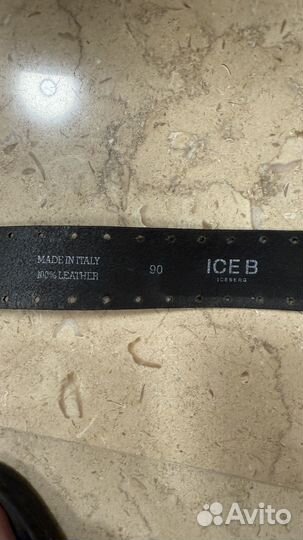 MADE IN ITALY
100% LEATHER
90
ICE B
ICEBERG
Avito